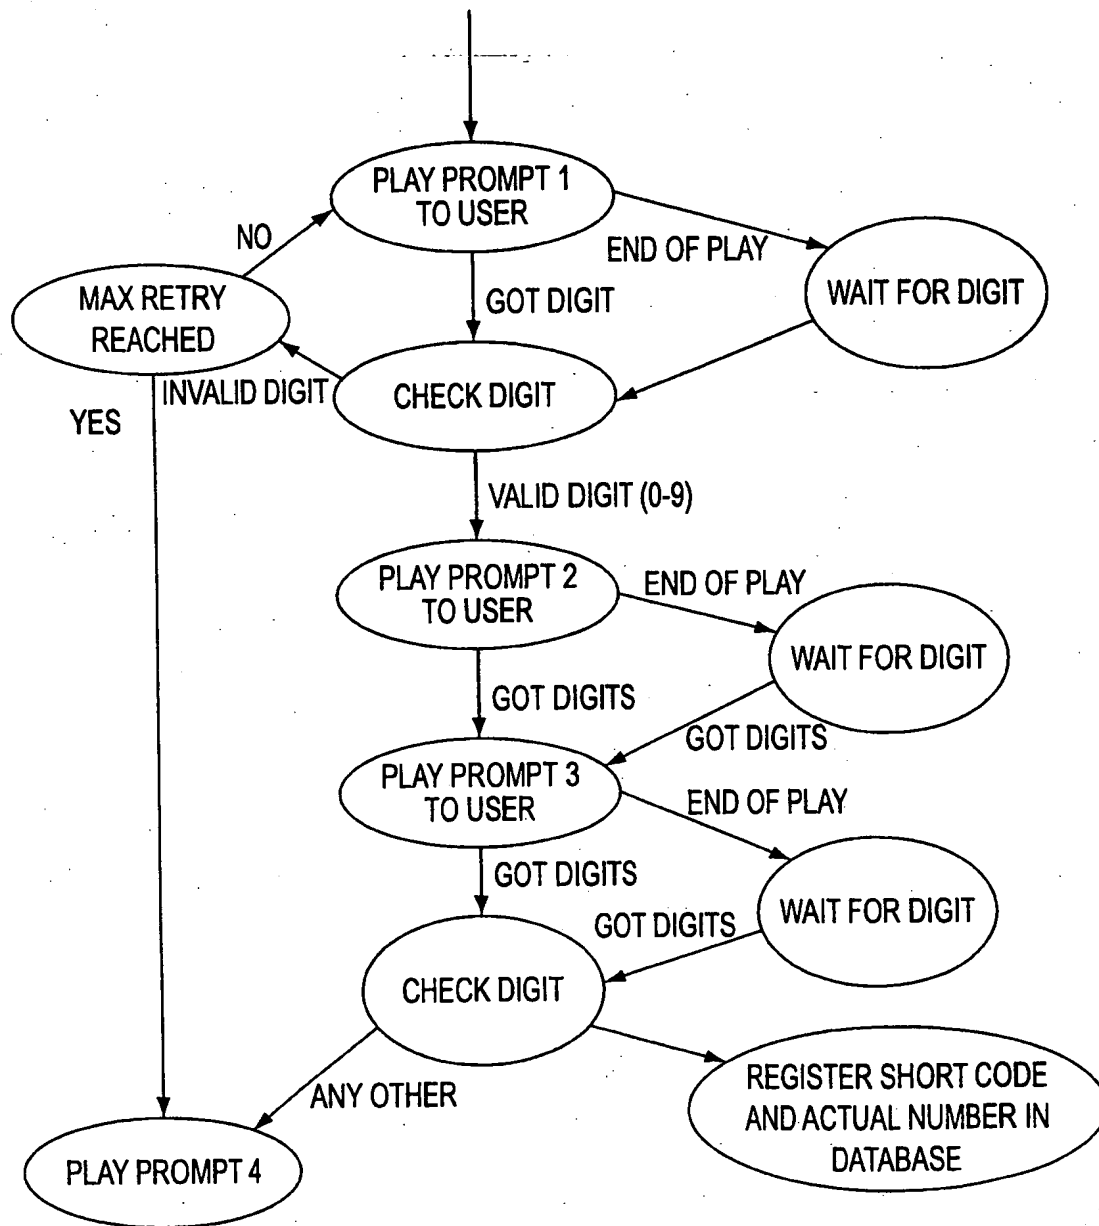 PLAY PROMPT 1
TO USER
NO
END OF PLAY
MAX RETRY
REACHED
GOT DIGIT
WAIT FOR DIGIT
INVALID DIGIT
CHECK DIGIT
YES
VALID DIGIT (0-9)
PLAY PROMPT 2
TO USER
END OF PLAY
WAIT FOR DIGIT
GOT DIGITS
GOT DIGITS
PLAY PROMPT 3
TO USER
END OF PLAY
GOT DIGITS
WAIT FOR DIGIT
GOT DIGITS
CHECK DIGIT
REGISTER SHORT CODE
AND ACTUAL NUMBER IN
DATABASE
ANY OTHER
PLAY PROMPT 4